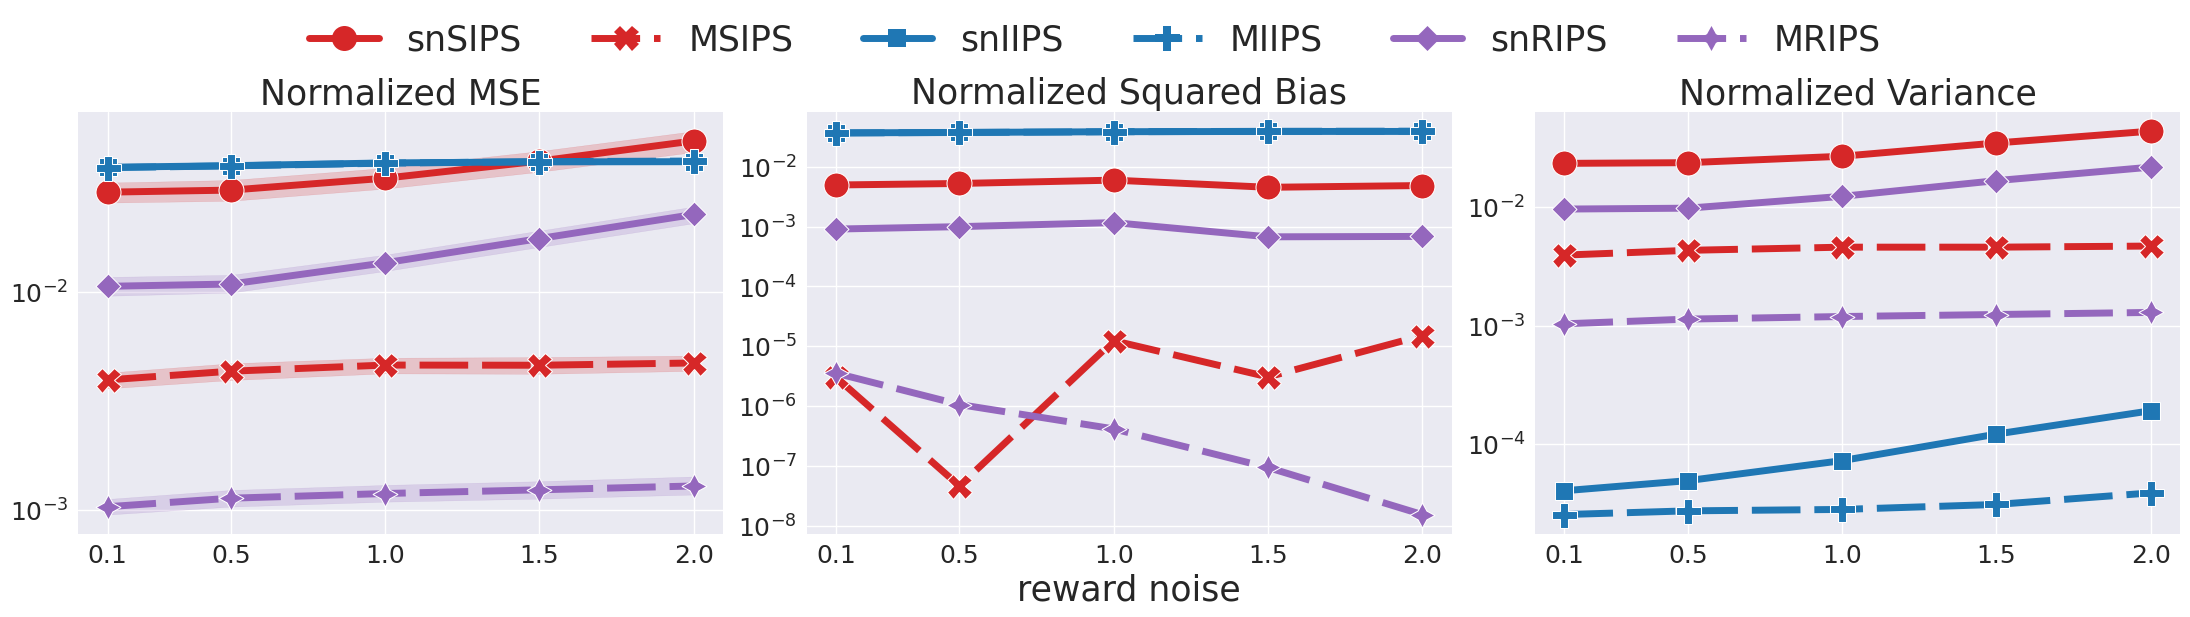 snSIPS MSIPS snIIPS MIIPS snRIPS MRIPS
Normalized MSE
10⁻²
10⁻³
0.1 0.5 1.0 1.5 2.0
Normalized Squared Bias
10⁻²
10⁻³
10⁻⁴
10⁻⁵
10⁻⁶
10⁻⁷
10⁻⁸
0.1 0.5 1.0 1.5 2.0
Normalized Variance
10⁻²
10⁻³
10⁻⁴
0.1 0.5 1.0 1.5 2.0
reward noise